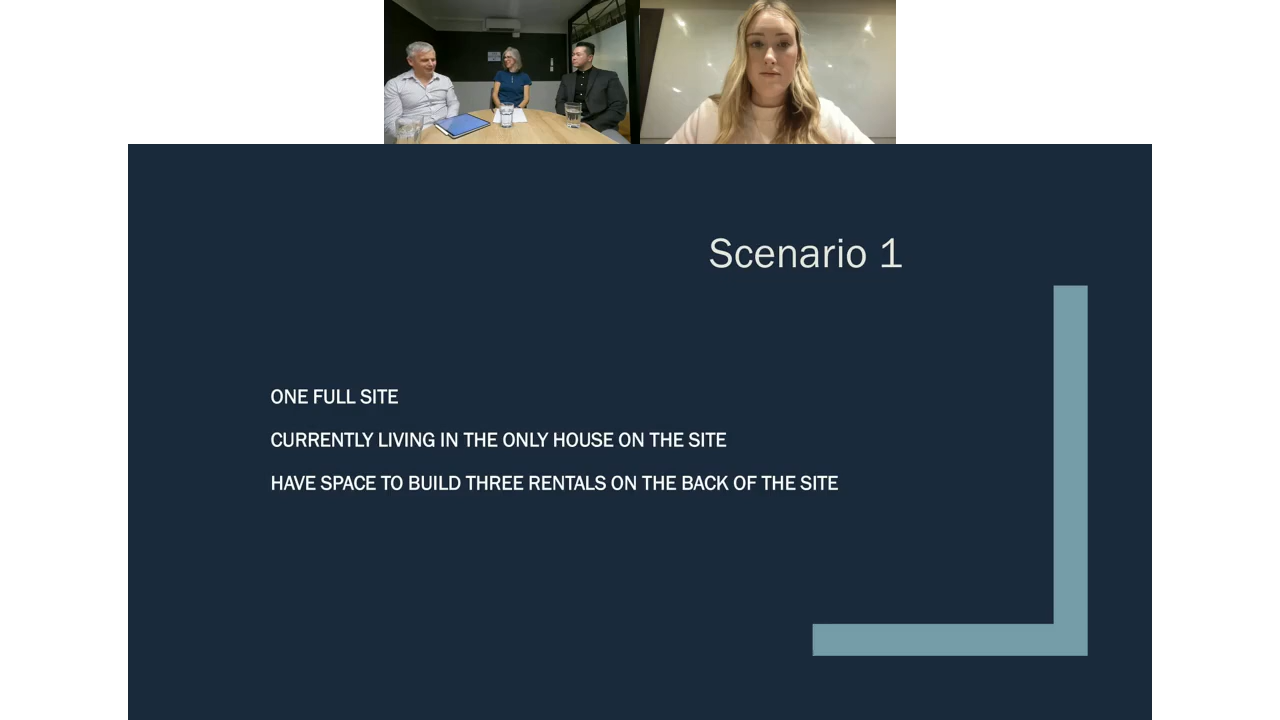 Scenario 1
ONE FULL SITE
CURRENTLY LIVING IN THE ONLY HOUSE ON THE SITE
HAVE SPACE TO BUILD THREE RENTALS ON THE BACK OF THE SITE